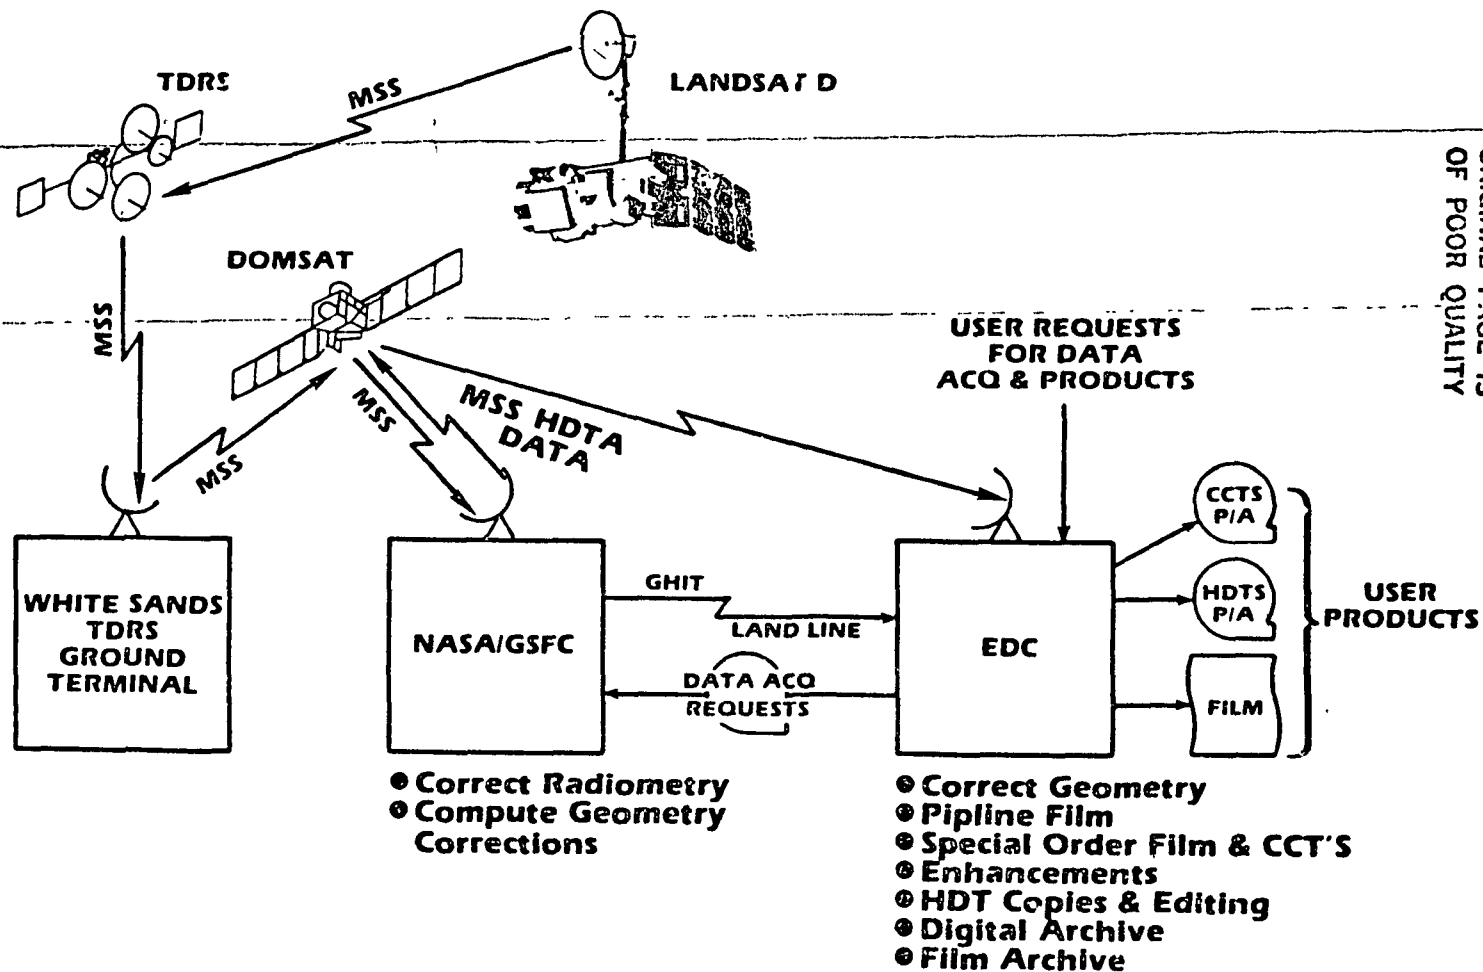 TDRS
MSS
LANDSAT D
OF POOR QUALITY
DOMSAT
MSS
USER REQUESTS
FOR DATA
ACQ & PRODUCTS
MSS
MSS
MSS HDTA
DATA
WHITE SANDS
TDRS
GROUND
TERMINAL
NASA/GSFC
GHIT
LAND LINE
DATA ACQ
REQUESTS
EDC
CCTS
P/A
HDTS
P/A
FILM
USER
PRODUCTS
Correct Radiometry
Compute Geometry
Corrections
Correct Geometry
Pipline Film
Special Order Film & CCT'S
Enhancements
HDT Copies & Editing
Digital Archive
Film Archive